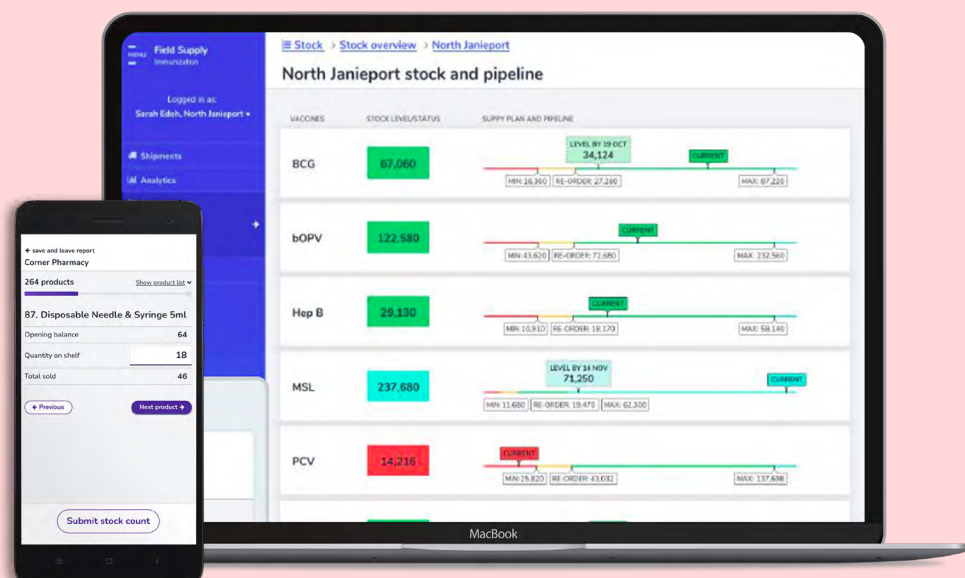 MENU
Field Supply
Immunization
Logged in as:
Sarah Edoh, North Janieport
Shipments
Analytics
Stock > Stock overview > North Janieport
North Janieport stock and pipeline
VACCINES STOCK LEVEL/STATUS SUPPY PLAN AND PIPELINE
LEVEL BY 19 OCT
34,124
CURRENT
BCG 67,060
MIN: 16,360 RE-ORDER: 27,260 MAX: 87,220
CURRENT
bOPV 122,580
MIN: 43,620 RE-ORDER: 72,680 MAX: 232,560
CURRENT
Hep B 29,130
MIN: 10,910 RE-ORDER: 18,170 MAX: 58,140
LEVEL BY 14 NOV
71,250
CURRENT
MSL 237,680
MIN: 11,680 RE-ORDER: 19,470 MAX: 62,300
CURRENT
PCV 14,216
MIN: 25,820 RE-ORDER: 43,032 MAX: 137,698
MacBook
← save and leave report
Corner Pharmacy
264 products Show product list
87. Disposable Needle & Syringe 5ml
Opening balance 64
Quantity on shelf 18
Total sold 46
← Previous Next product →
Submit stock count